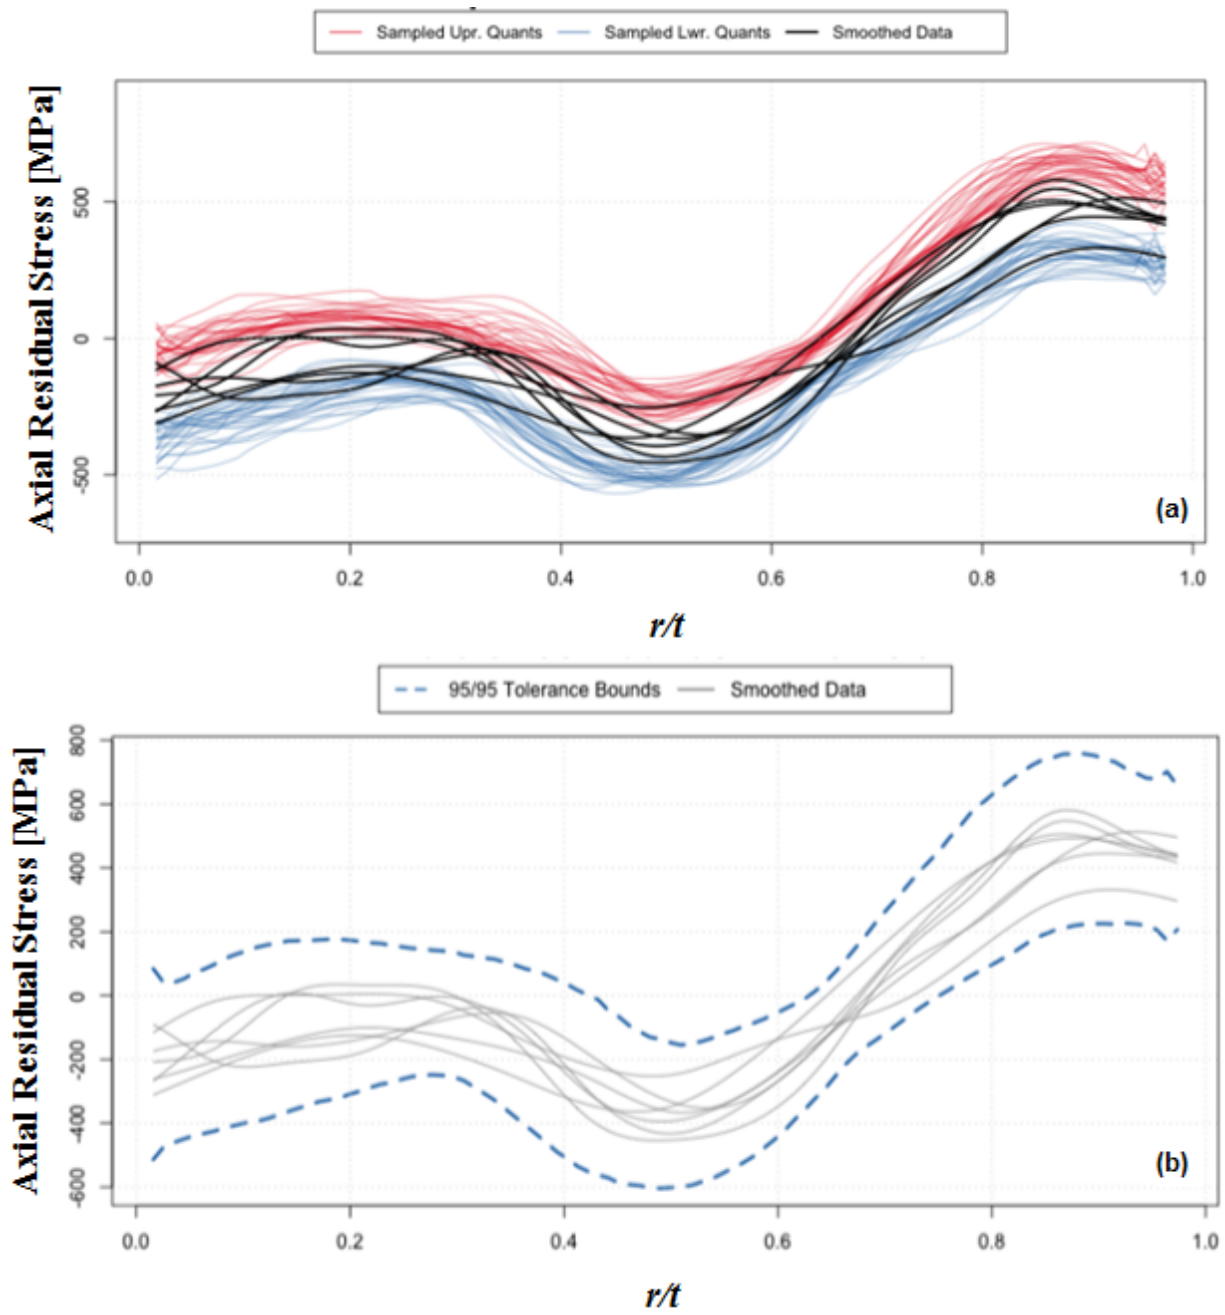 Sampled Upr. Quants Sampled Lwr. Quants Smoothed Data
Axial Residual Stress [MPa]
500
0
-500
(a)
0.0 0.2 0.4 0.6 0.8 1.0
r/t
95/95 Tolerance Bounds Smoothed Data
Axial Residual Stress [MPa]
800
600
400
200
0
-200
-400
-600
(b)
0.0 0.2 0.4 0.6 0.8 1.0
r/t